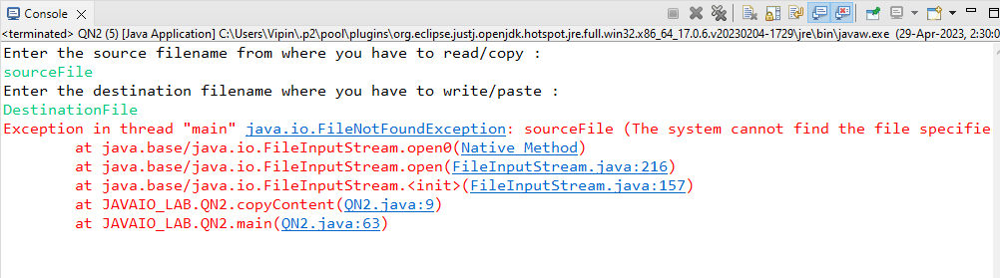 Console
<terminated> QN2 (5) [Java Application] C:\Users\Vipin\.p2\pool\plugins\org.eclipse.justj.openjdk.hotspot.jre.full.win32.x86_64_17.0.6.v20230204-1729\jre\bin\javaw.exe (29-Apr-2023, 2:30:0
Enter the source filename from where you have to read/copy :
sourceFile
Enter the destination filename where you have to write/paste :
DestinationFile
Exception in thread "main" java.io.FileNotFoundException: sourceFile (The system cannot find the file specifie
at java.base/java.io.FileInputStream.open0(Native Method)
at java.base/java.io.FileInputStream.open(FileInputStream.java:216)
at java.base/java.io.FileInputStream.<init>(FileInputStream.java:157)
at JAVAIO_LAB.QN2.copyContent(QN2.java:9)
at JAVAIO_LAB.QN2.main(QN2.java:63)